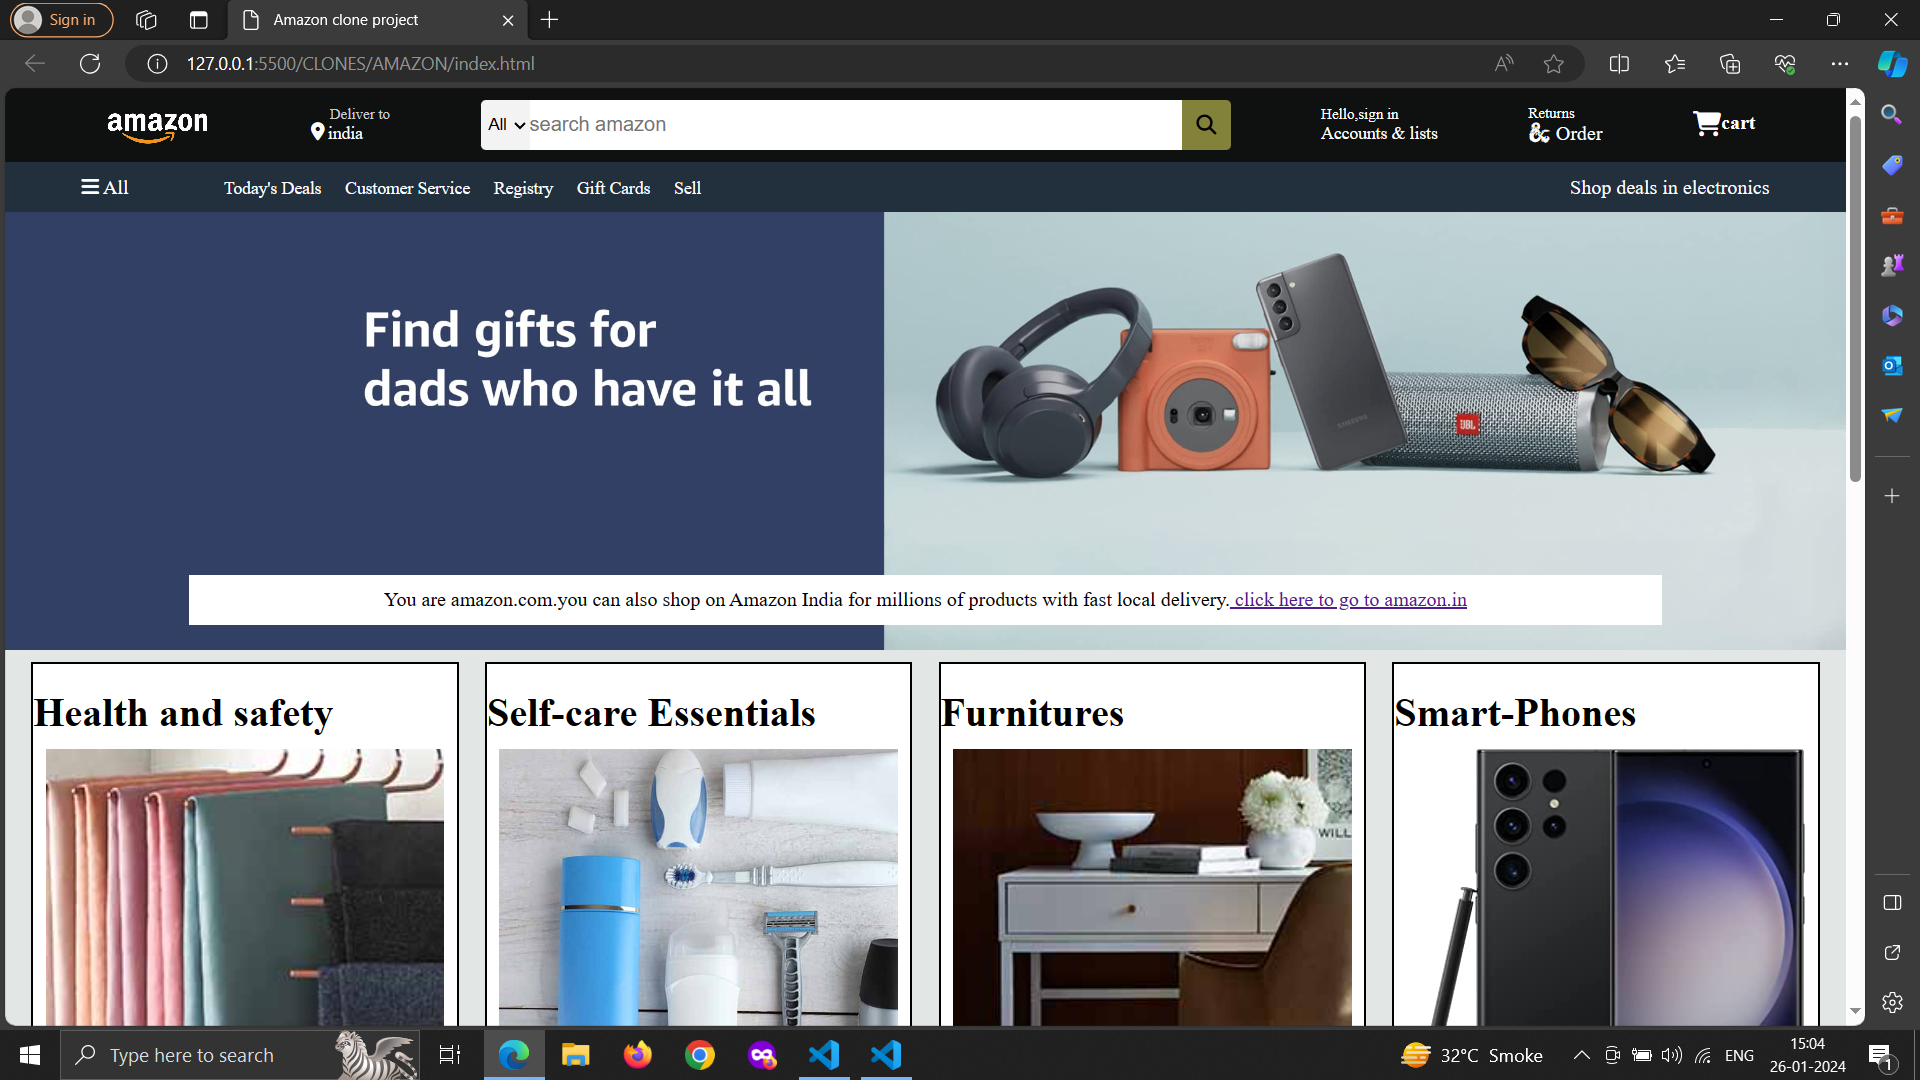 Sign in
Amazon clone project
127.0.0.1:5500/CLONES/AMAZON/index.html
amazon
Deliver to
india
All
search amazon
Hello,sign in
Accounts & lists
Returns
& Order
cart
All
Today's Deals
Customer Service
Registry
Gift Cards
Sell
Shop deals in electronics
Find gifts for
dads who have it all
SAMSUNG
JBL
You are amazon.com.you can also shop on Amazon India for millions of products with fast local delivery. click here to go to amazon.in
Health and safety
Self-care Essentials
Furnitures
Smart-Phones
WILL
Type here to search
32°C Smoke
ENG
15:04
26-01-2024
1